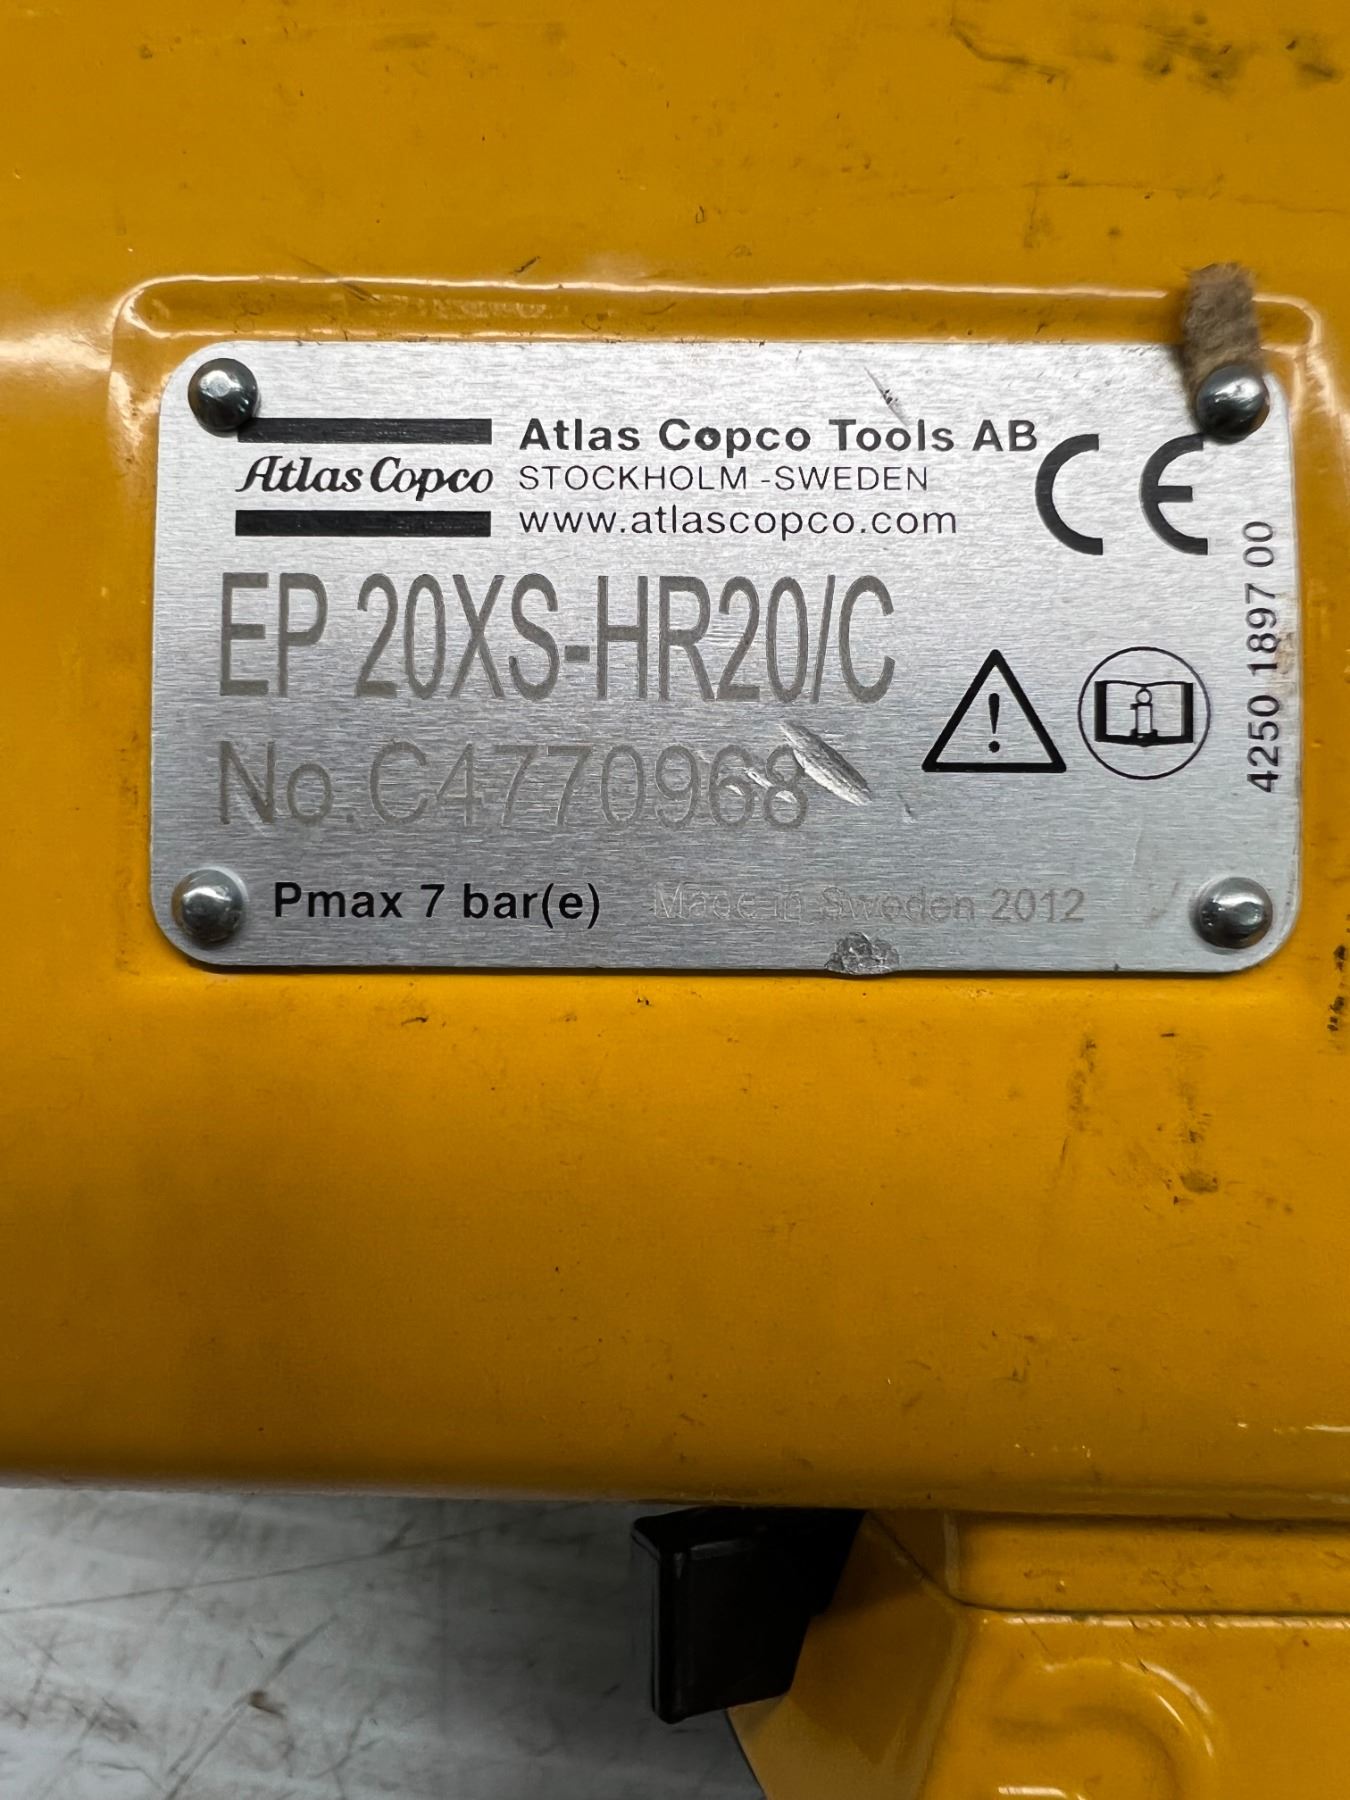 Atlas Copco
Atlas Copco Tools AB
STOCKHOLM -SWEDEN
www.atlascopco.com
CE
EP 20XS-HR20/C
No.C4770968
Pmax 7 bar(e)
Made in Sweden 2012
4250 1897 00